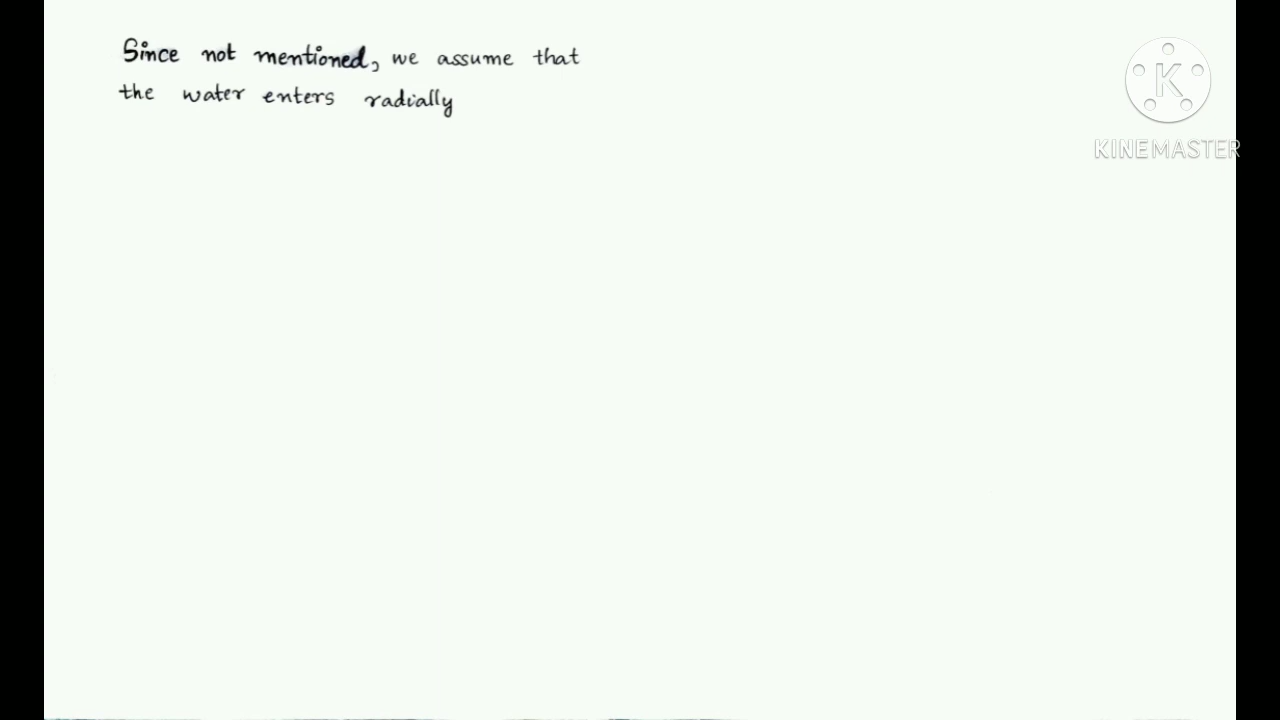 Since not mentioned, we assume that
the water enters radially
K
KINEMASTER